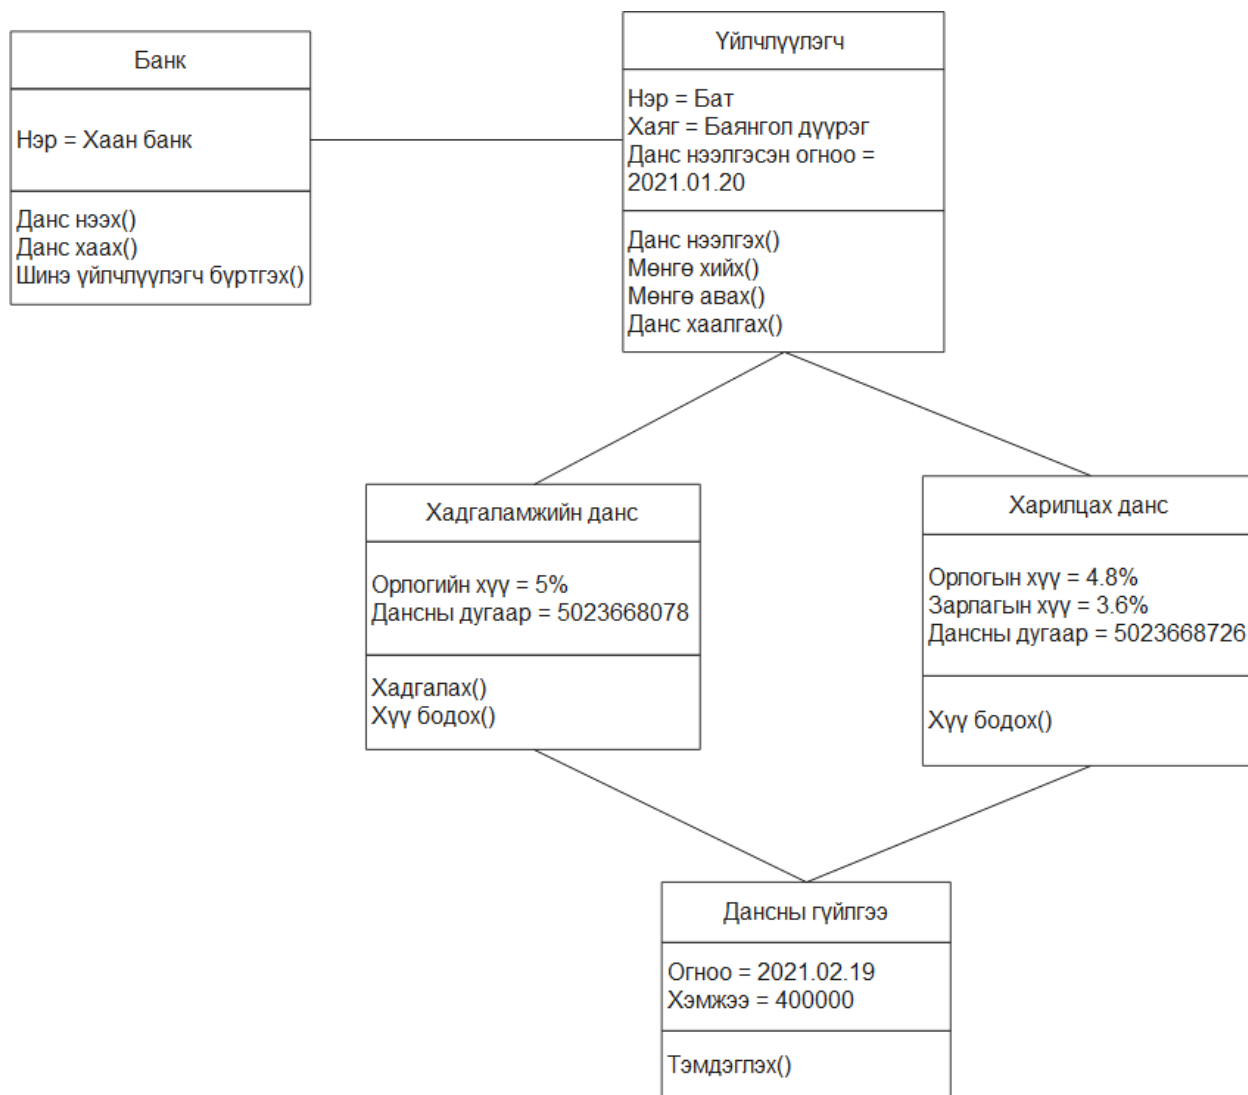 Банк
Нэр = Хаан банк
Данс нээх()
Данс хаах()
Шинэ үйлчлүүлэгч бүртгэх()
Үйлчлүүлэгч
Нэр = Бат
Хаяг = Баянгол дүүрэг
Данс нээлгэсэн огноо =
2021.01.20
Данс нээлгэх()
Мөнгө хийх()
Мөнгө авах()
Данс хаалгах()
Хадгаламжийн данс
Орлогийн хүү = 5%
Дансны дугаар = 5023668078
Хадгалах()
Хүү бодох()
Харилцах данс
Орлогын хүү = 4.8%
Зарлагын хүү = 3.6%
Дансны дугаар = 5023668726
Хүү бодох()
Дансны гүйлгээ
Огноо = 2021.02.19
Хэмжээ = 400000
Тэмдэглэх()